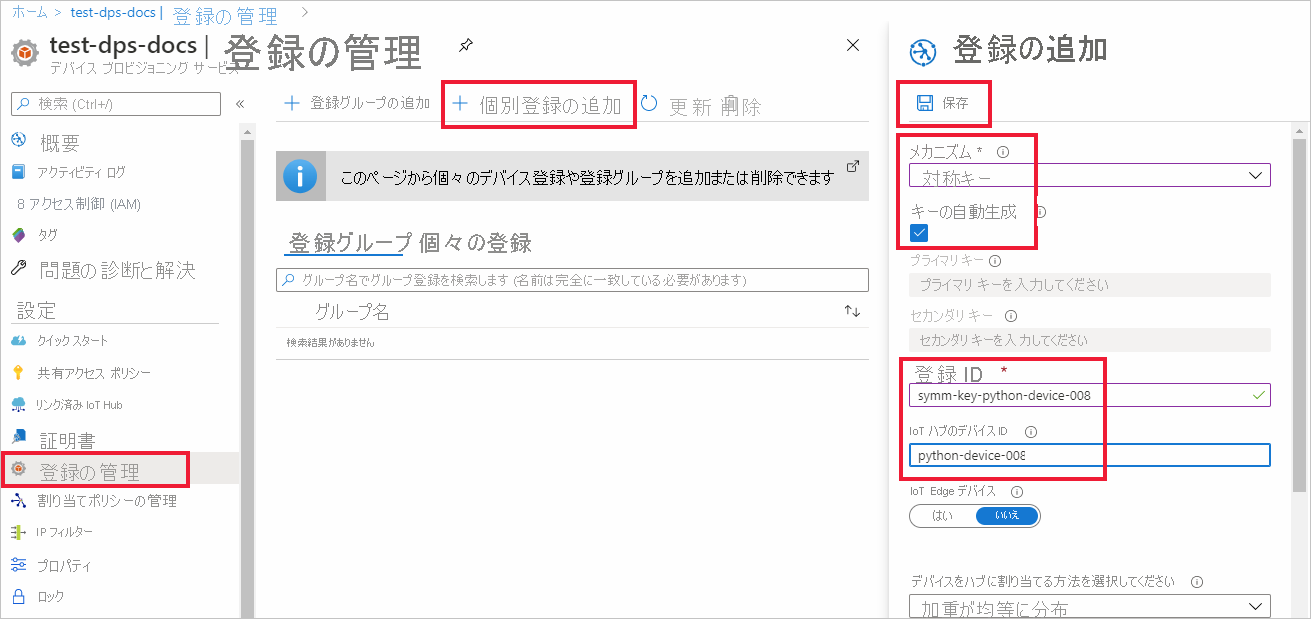 ホーム > test-dps-docs | 登録の管理 >
test-dps-docs | 登録の管理
デバイス プロビジョニング サービス
検索 (Ctrl+/)
«
概要
アクティビティ ログ
8 アクセス制御 (IAM)
タグ
問題の診断と解決
設定
クイック スタート
共有アクセス ポリシー
リンク済み IoT Hub
証明書
登録の管理
割り当てポリシーの管理
IP フィルター
プロパティ
ロック
+ 登録グループの追加 + 個別登録の追加 更新 削除
このページから個々のデバイス登録や登録グループを追加または削除できます
登録グループ 個々の登録
グループ名でグループ登録を検索します (名前は完全に一致している必要があります)
グループ名
検索結果がありません
登録の追加
保存
メカニズム *
対称キー
キーの自動生成
プライマリ キー
プライマリ キーを入力してください
セカンダリ キー
セカンダリ キーを入力してください
登録 ID *
symm-key-python-device-008
IoT ハブのデバイス ID
python-device-008
IoT Edge デバイス
はい いいえ
デバイスをハブに割り当てる方法を選択してください
加重が均等に分布